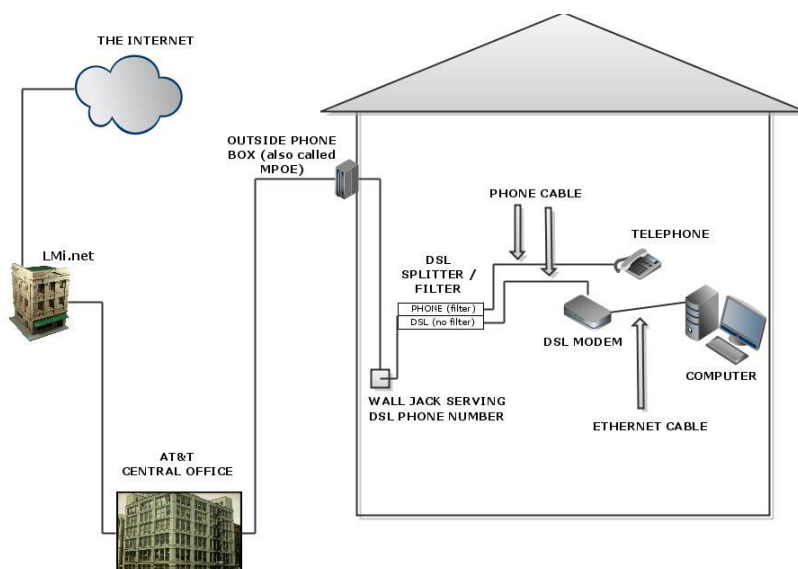 THE INTERNET
OUTSIDE PHONE
BOX (also called
MPOE)
PHONE CABLE
TELEPHONE
LMi.net
DSL
SPLITTER /
FILTER
PHONE (filter)
DSL (no filter)
DSL MODEM
COMPUTER
WALL JACK SERVING
DSL PHONE NUMBER
ETHERNET CABLE
AT&T
CENTRAL OFFICE